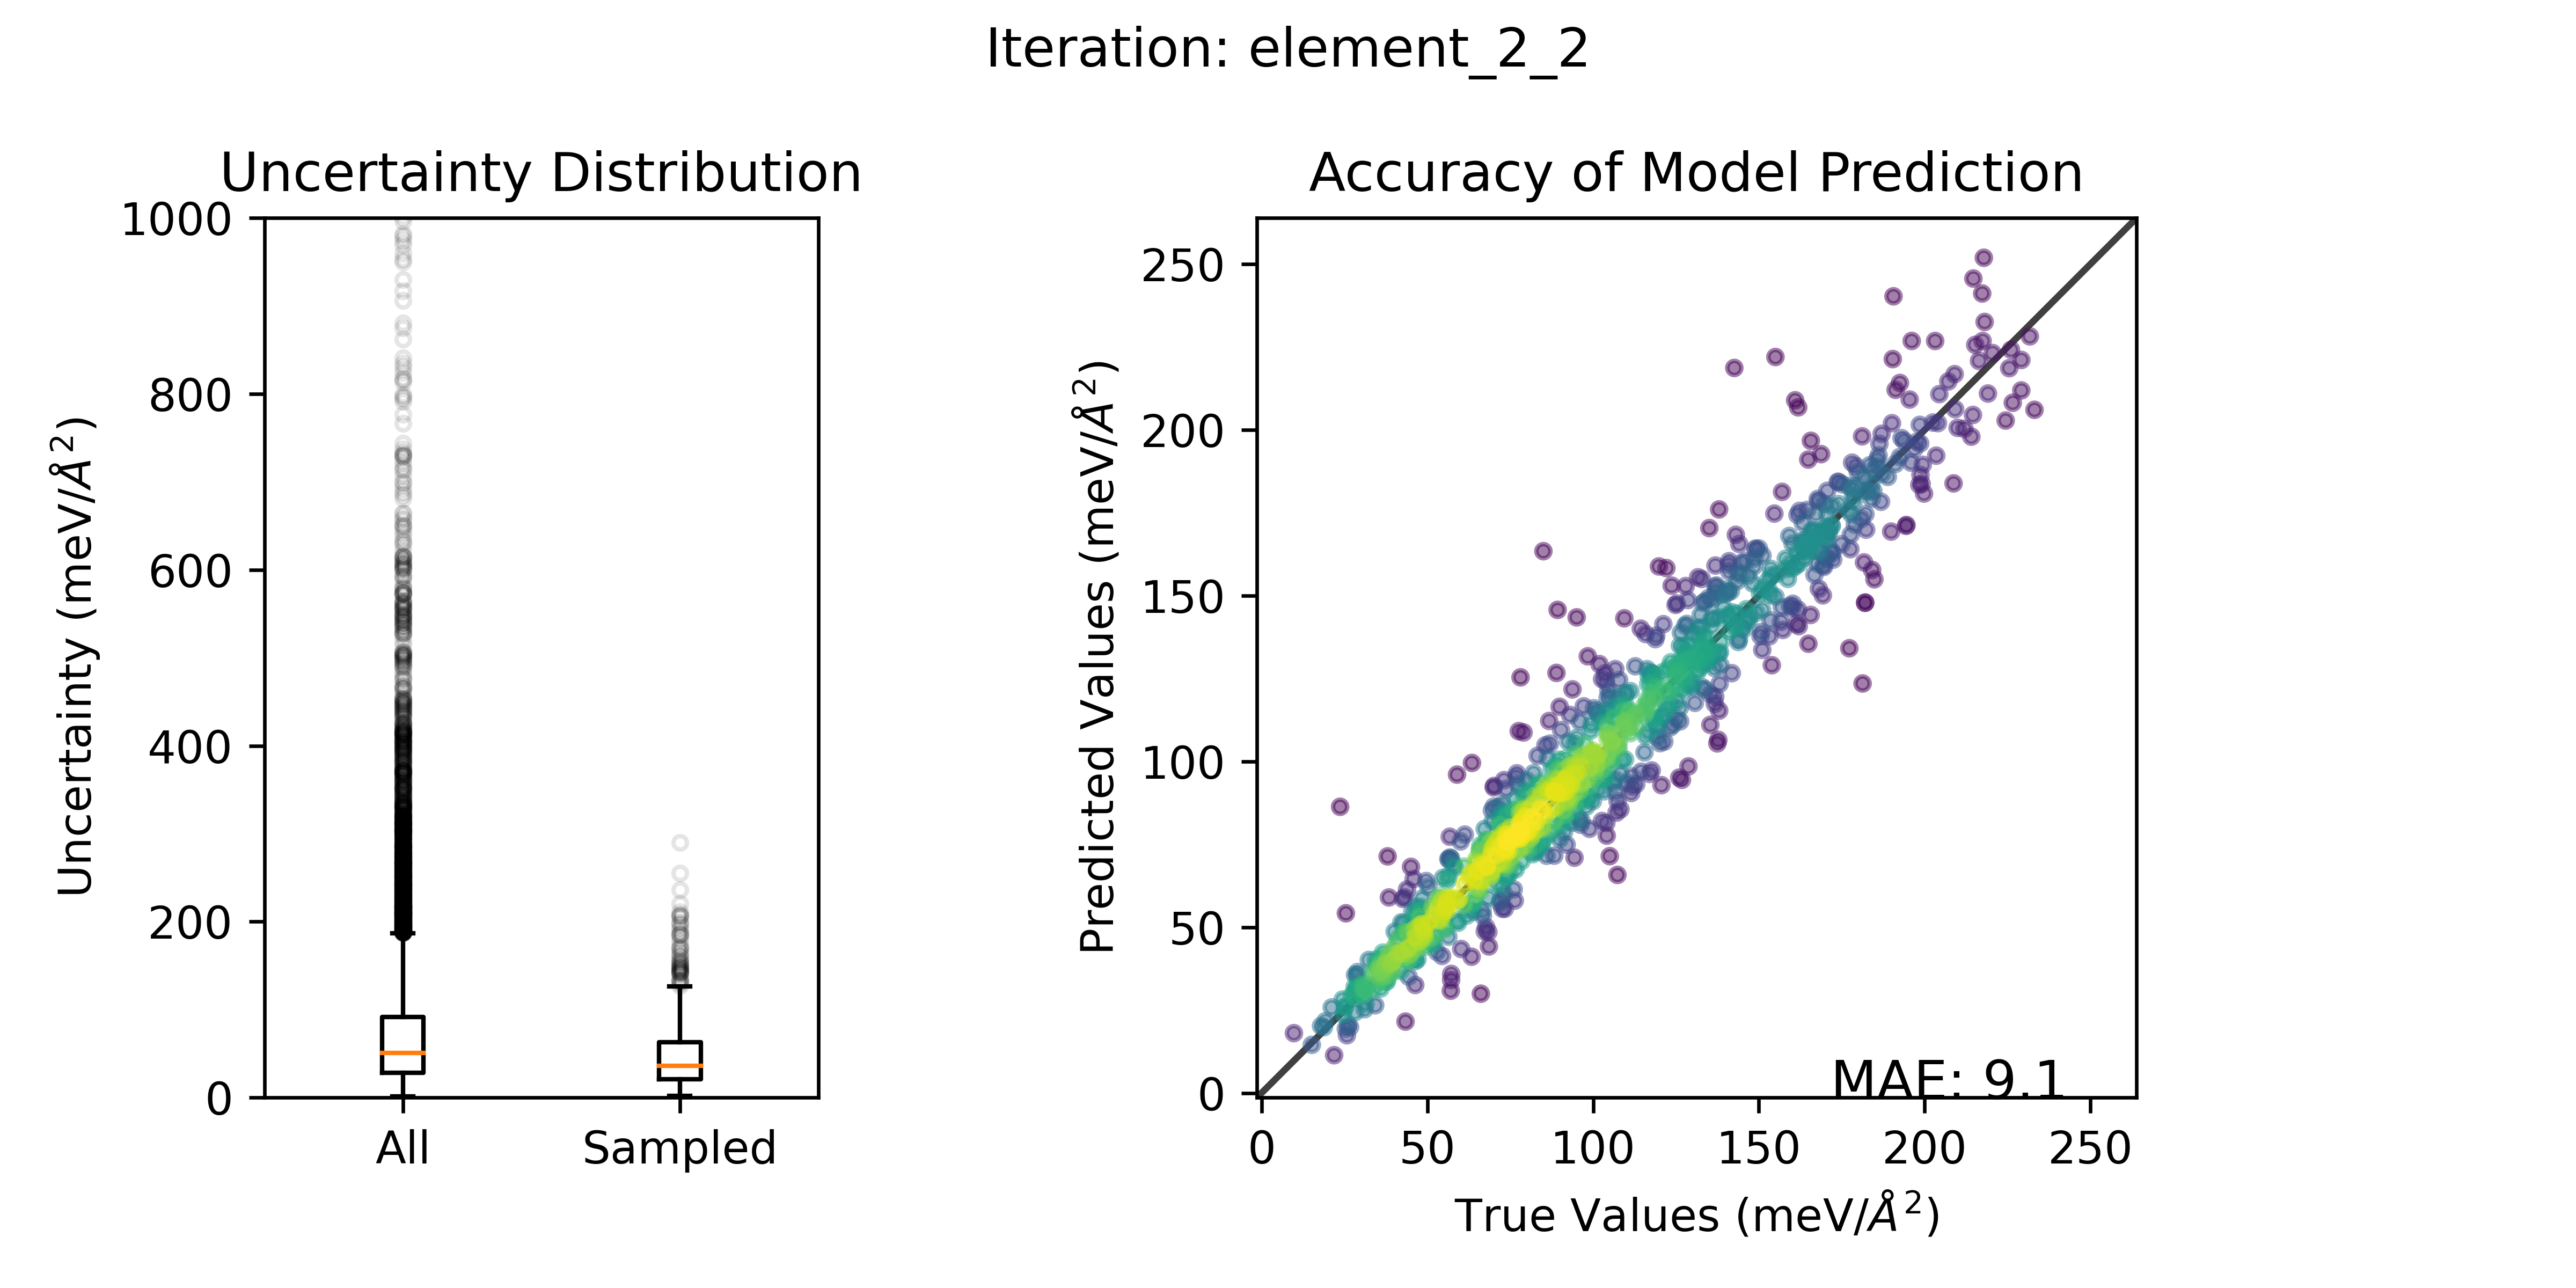 Iteration: element_2_2
Uncertainty Distribution
Uncertainty (meV/Å²)
1000
800
600
400
200
0
All
Sampled
Accuracy of Model Prediction
Predicted Values (meV/Å²)
250
200
150
100
50
0
MAE: 9.1
0
50
100
150
200
250
True Values (meV/Å²)